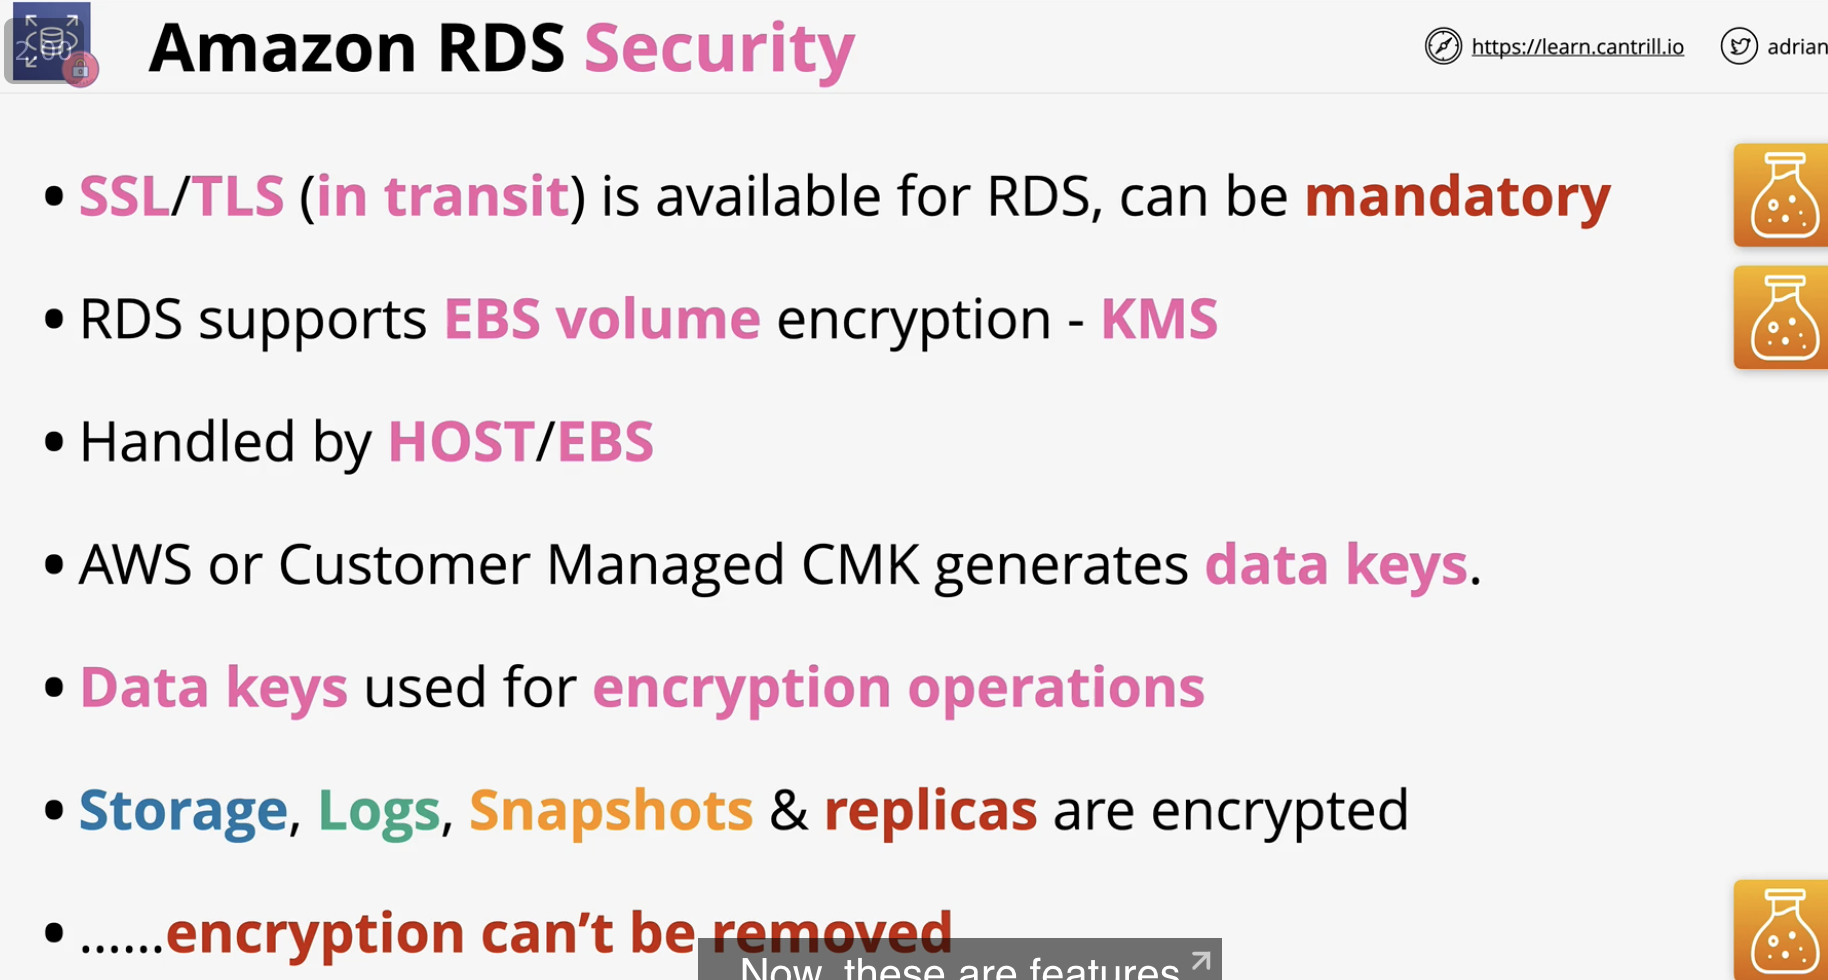 2:00
Amazon RDS Security
https://learn.cantrill.io
adrian
• SSL/TLS (in transit) is available for RDS, can be mandatory
• RDS supports EBS volume encryption - KMS
• Handled by HOST/EBS
• AWS or Customer Managed CMK generates data keys.
• Data keys used for encryption operations
• Storage, Logs, Snapshots & replicas are encrypted
• ......encryption can’t be removed
Now, these are features